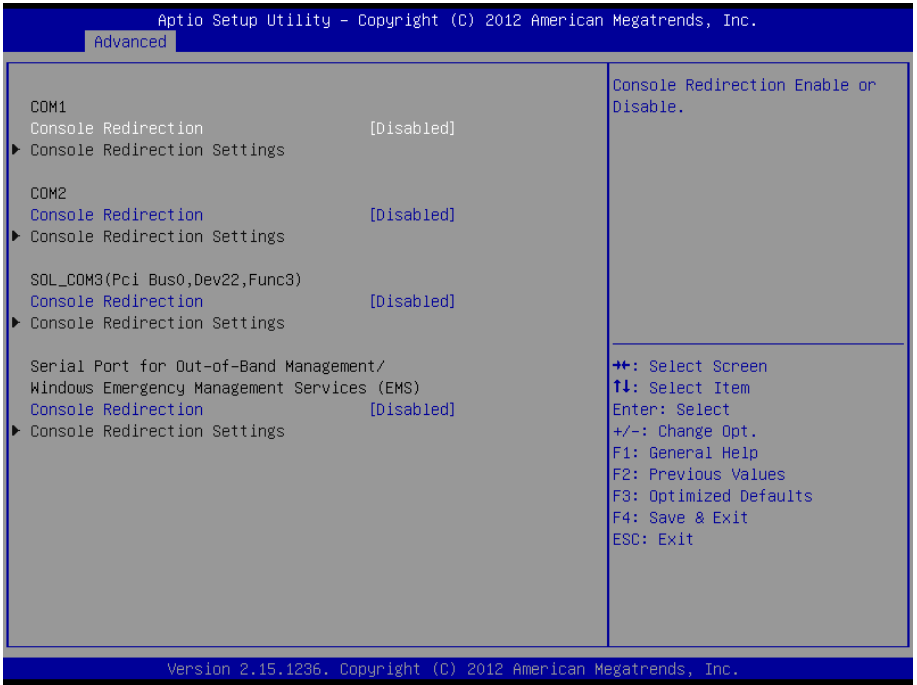 Aptio Setup Utility – Copyright (C) 2012 American Megatrends, Inc.
Advanced
COM1
Console Redirection [Disabled]
▶ Console Redirection Settings
COM2
Console Redirection [Disabled]
▶ Console Redirection Settings
SOL_COM3(Pci Bus0,Dev22,Func3)
Console Redirection [Disabled]
▶ Console Redirection Settings
Serial Port for Out-of-Band Management/
Windows Emergency Management Services (EMS)
Console Redirection [Disabled]
▶ Console Redirection Settings
Console Redirection Enable or
Disable.
→←: Select Screen
↑↓: Select Item
Enter: Select
+/-: Change Opt.
F1: General Help
F2: Previous Values
F3: Optimized Defaults
F4: Save & Exit
ESC: Exit
Version 2.15.1236. Copyright (C) 2012 American Megatrends, Inc.